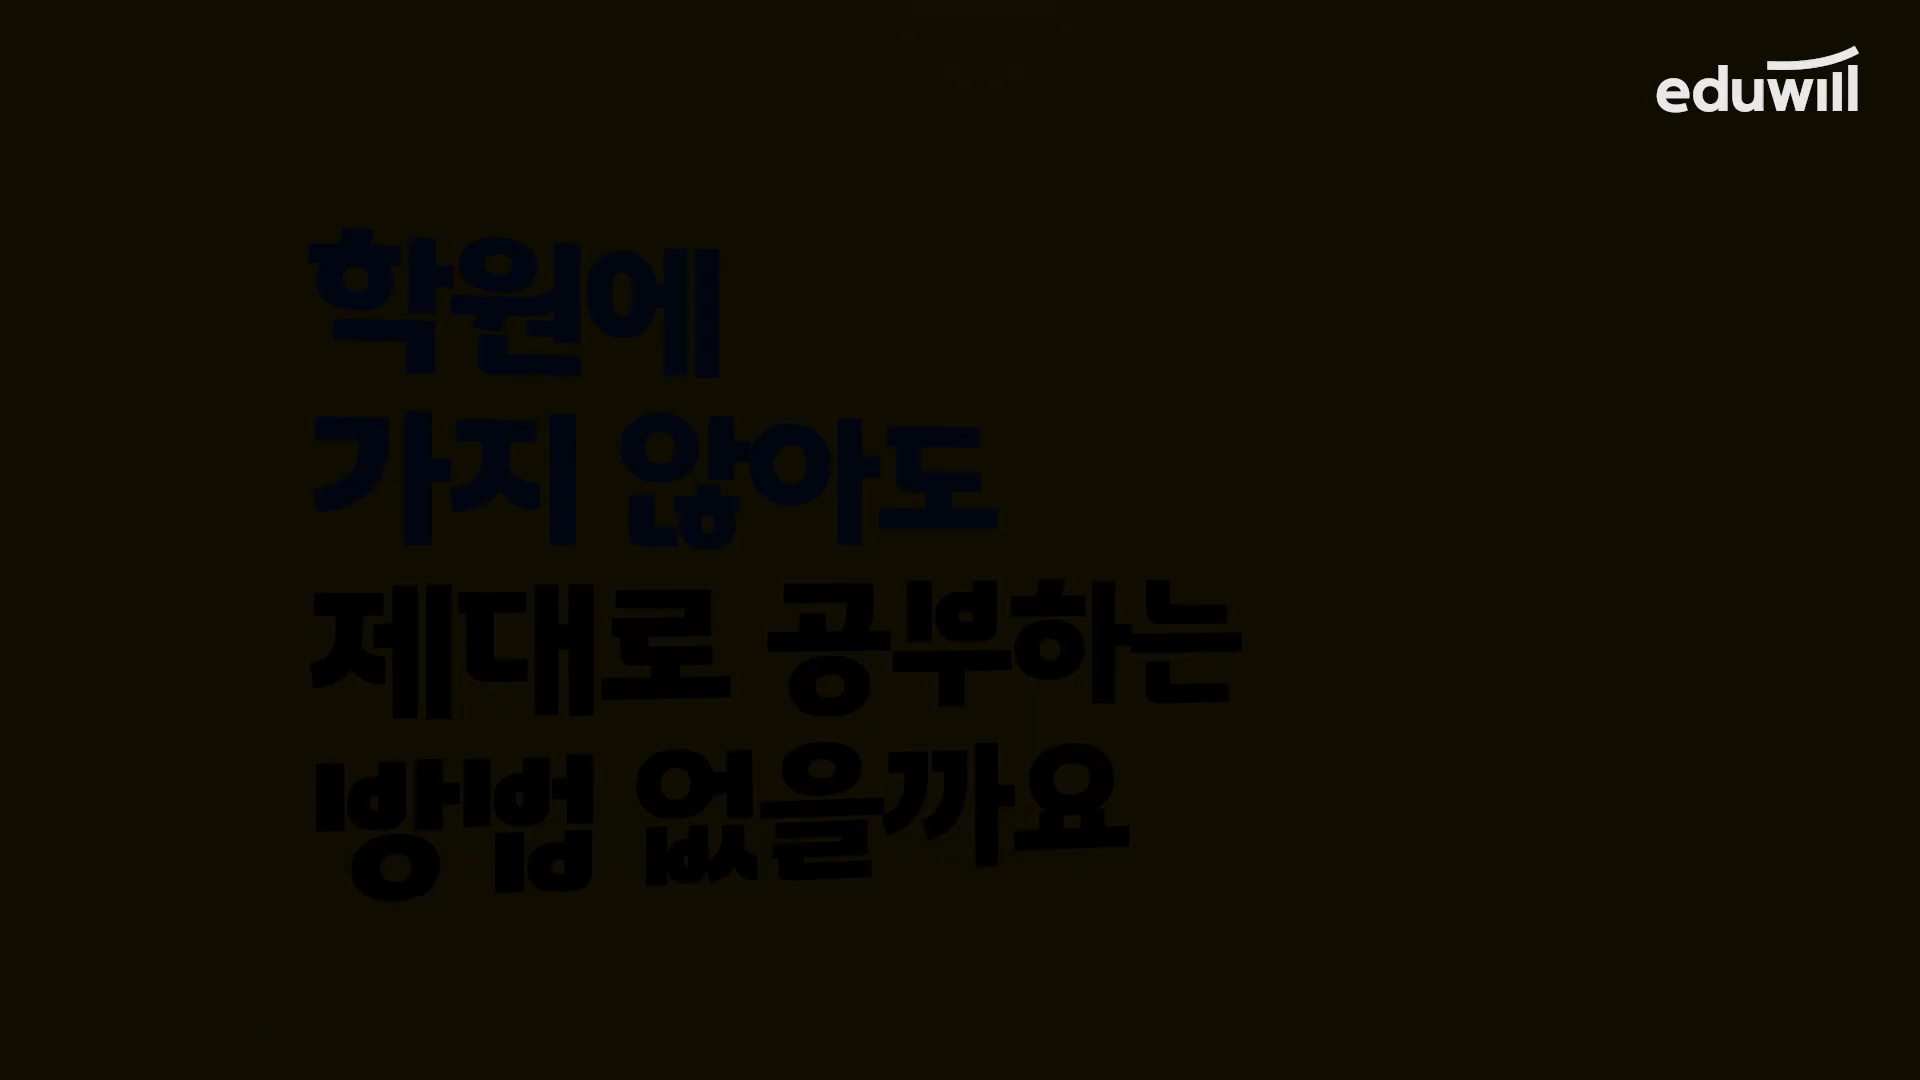 eduwill
학원에
가지 않아도
제대로 공부하는
방법 없을까요